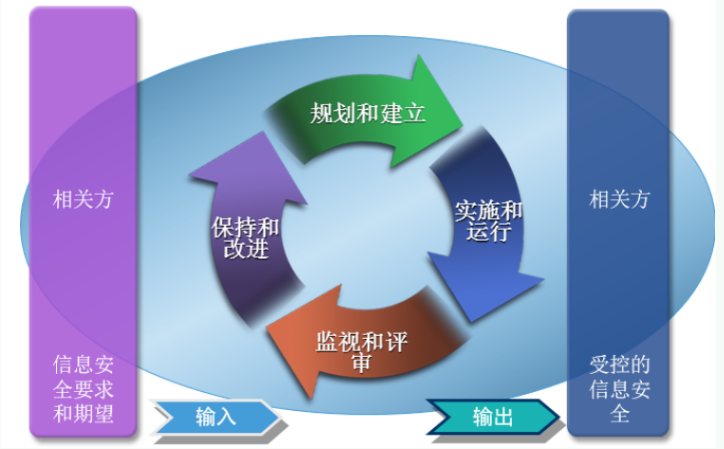 相关方
信息安
全要求
和期望
规划和建立
实施和
运行
监视和评
审
保持和
改进
输入
输出
相关方
受控的
信息安
全